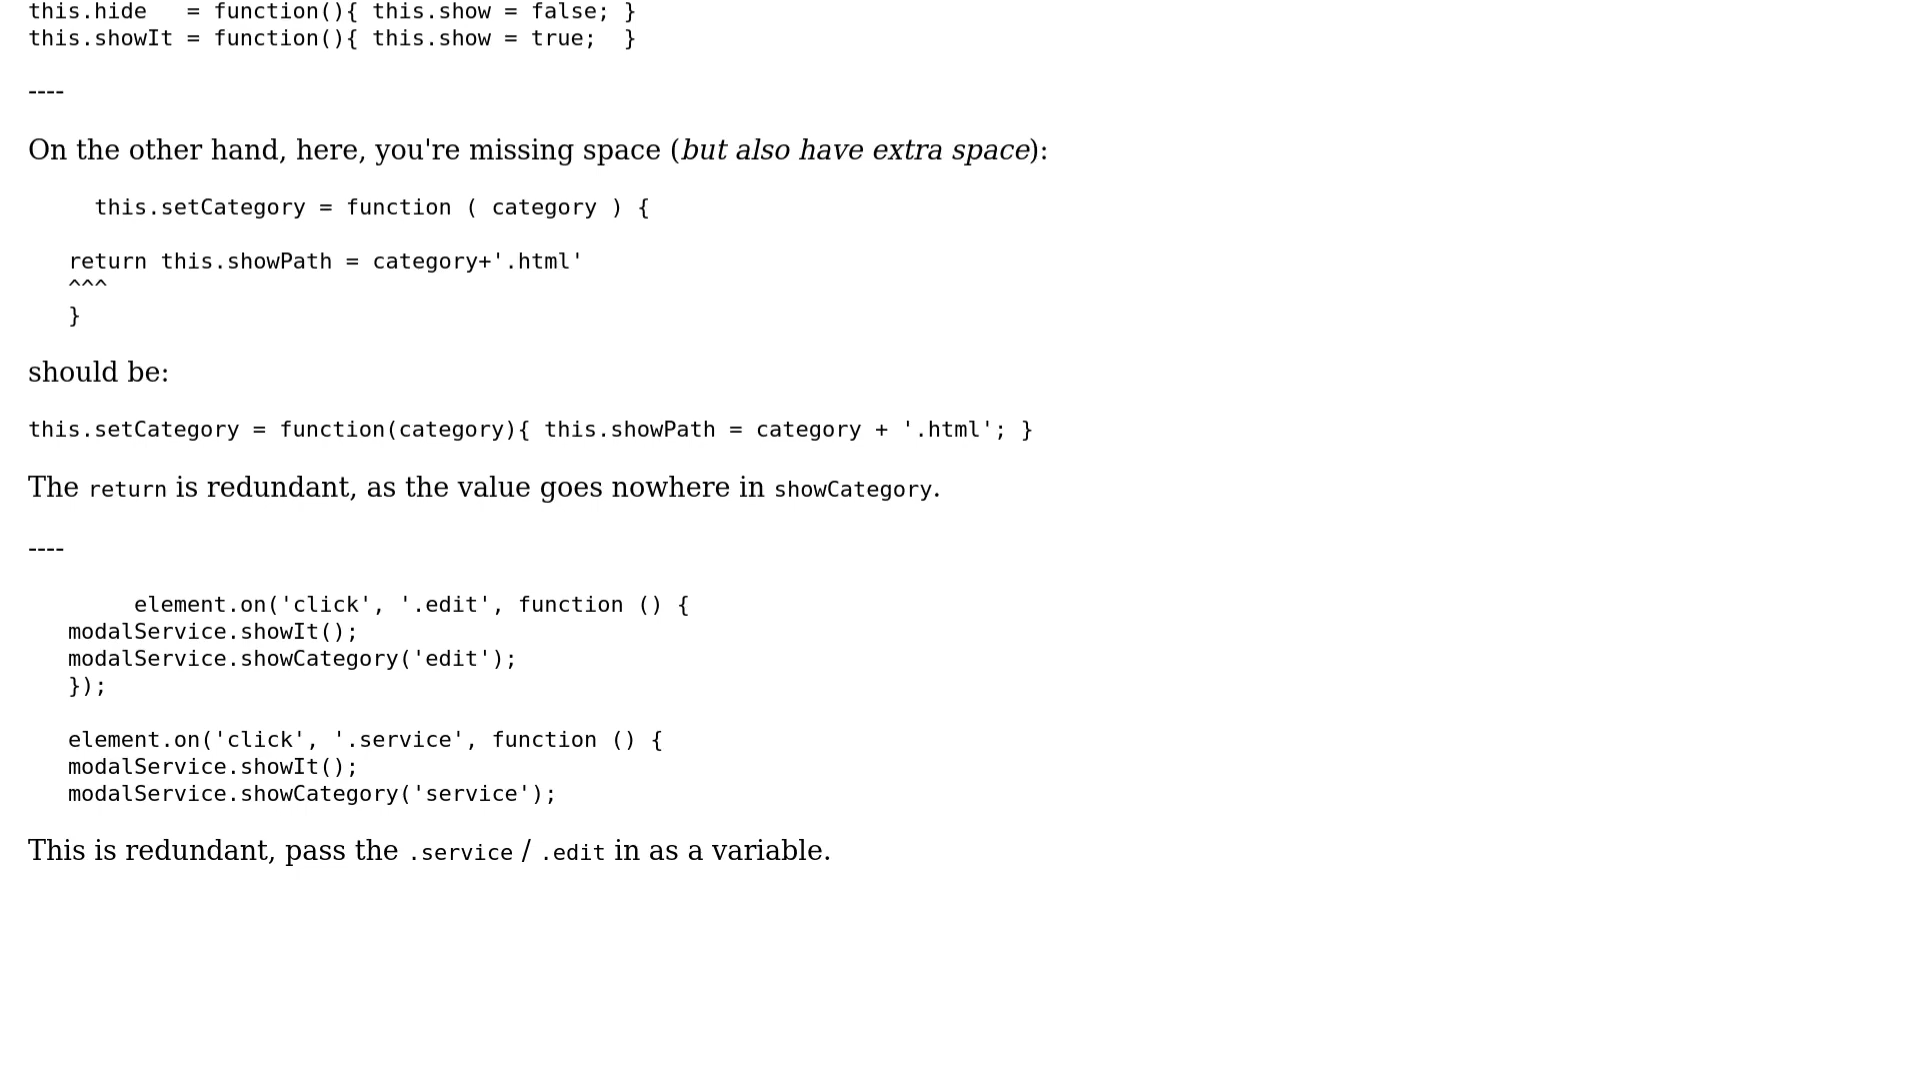 this.hide   = function(){ this.show = false; }
this.showIt = function(){ this.show = true;  }
----
On the other hand, here, you're missing space (but also have extra space):
     this.setCategory = function ( category ) {
   return this.showPath = category+'.html'
   ^^^
   }
should be:
this.setCategory = function(category){ this.showPath = category + '.html'; }
The return is redundant, as the value goes nowhere in showCategory.
----
        element.on('click', '.edit', function () {
   modalService.showIt();
   modalService.showCategory('edit');
   });
   element.on('click', '.service', function () {
   modalService.showIt();
   modalService.showCategory('service');
This is redundant, pass the .service / .edit in as a variable.